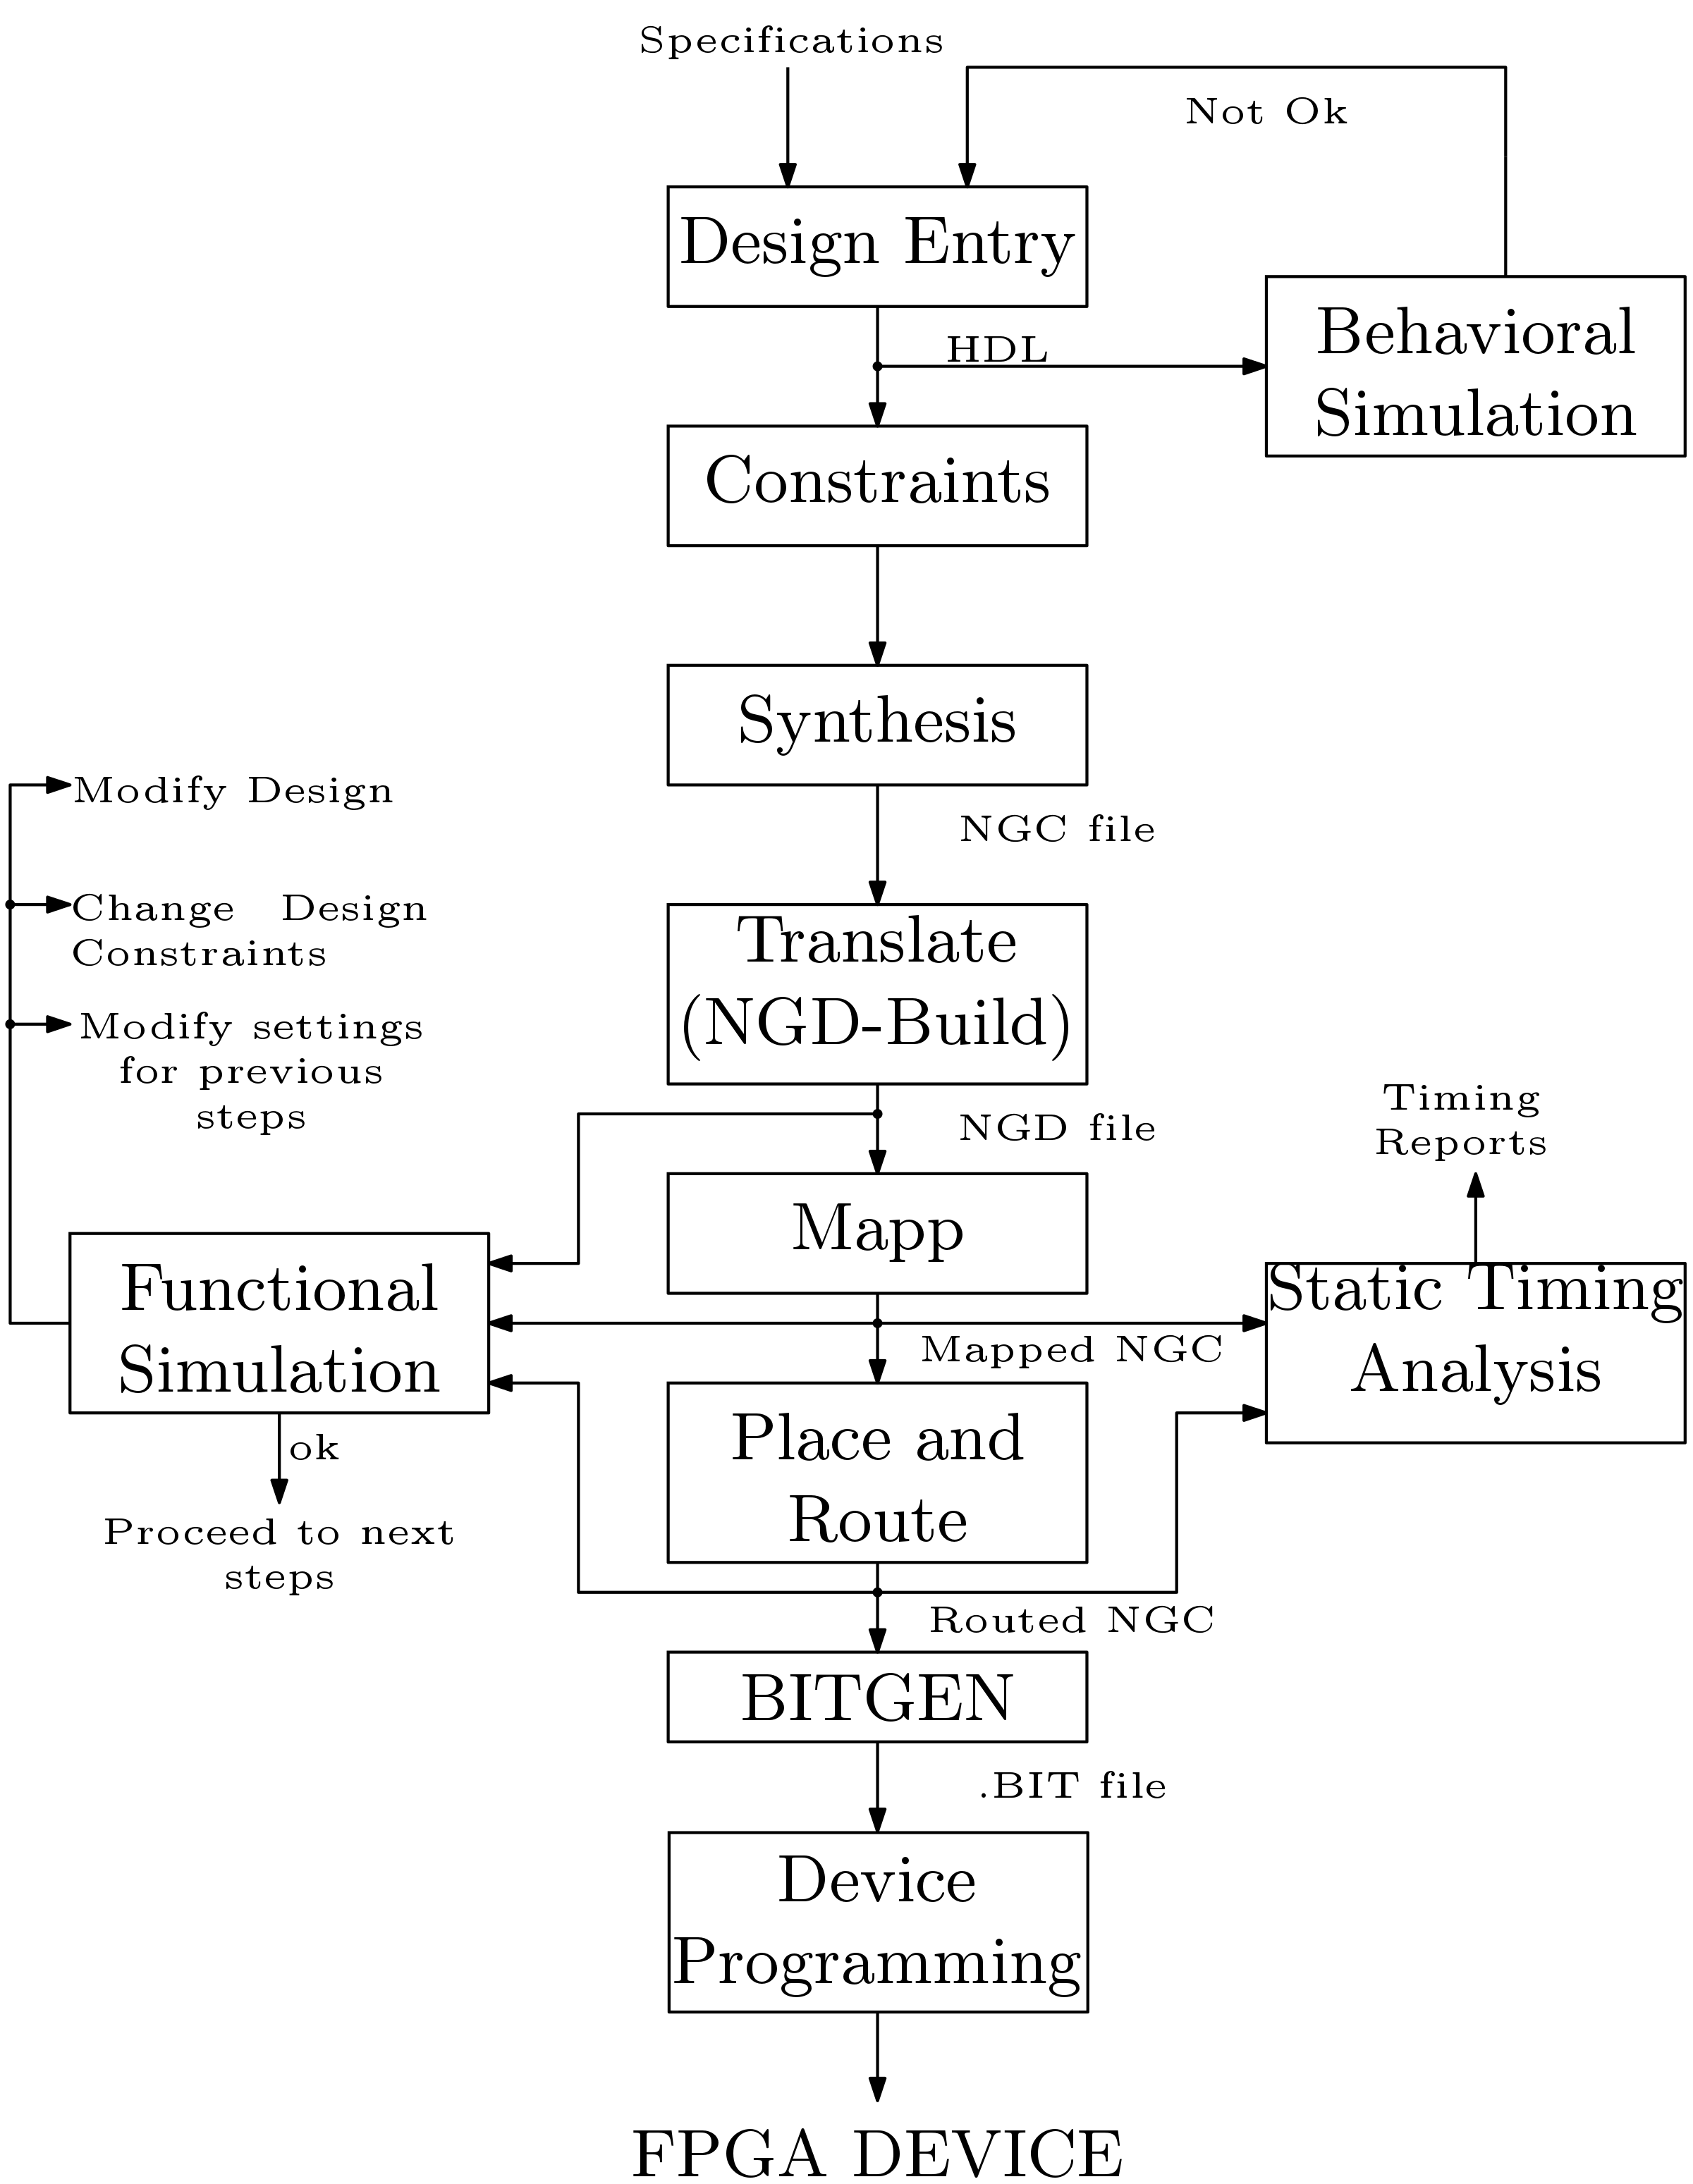 Specifications
Not Ok
Design Entry
HDL
Behavioral
Simulation
Constraints
Synthesis
NGC file
Modify Design
Change Design
Constraints
Modify settings
for previous
steps
Translate
(NGD-Build)
NGD file
Timing
Reports
Mapp
Functional
Simulation
Static Timing
Analysis
Mapped NGC
Place and
Route
ok
Proceed to next
steps
Routed NGC
BITGEN
.BIT file
Device
Programming
FPGA DEVICE